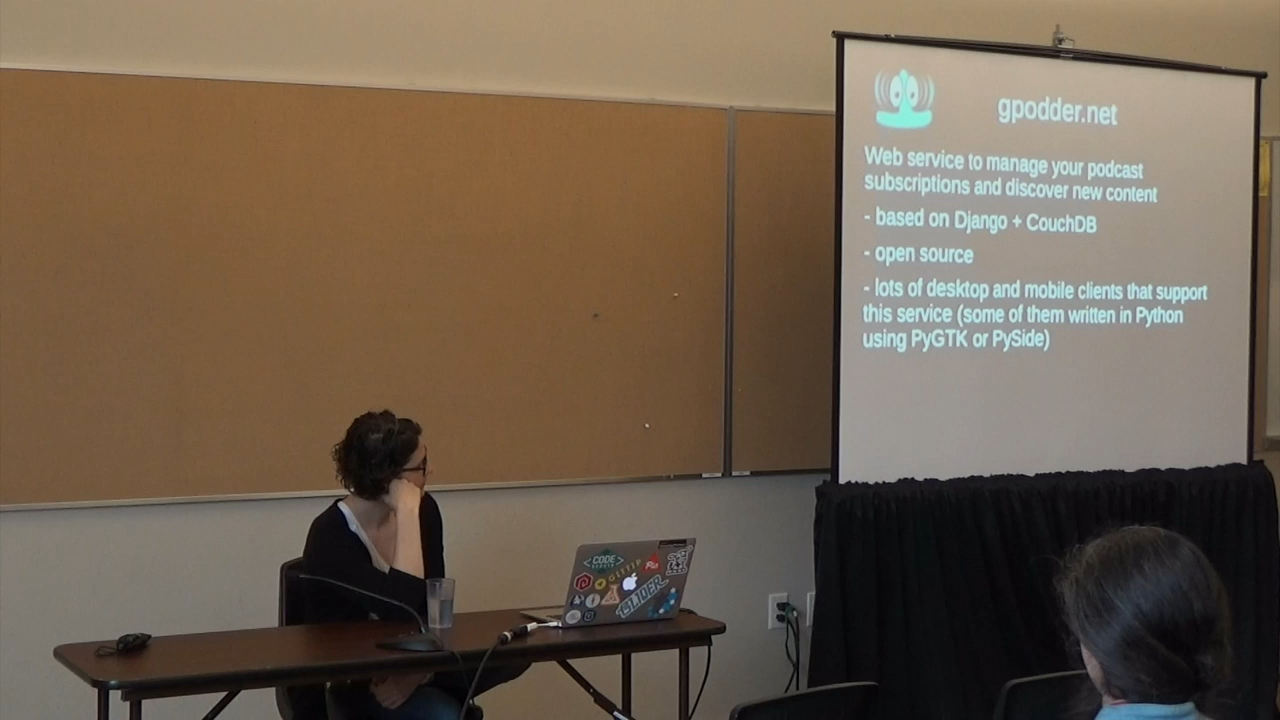 gpodder.net
Web service to manage your podcast
subscriptions and discover new content
- based on Django + CouchDB
- open source
- lots of desktop and mobile clients that support
this service (some of them written in Python
using PyGTK or PySide)
CODE
GITTIP